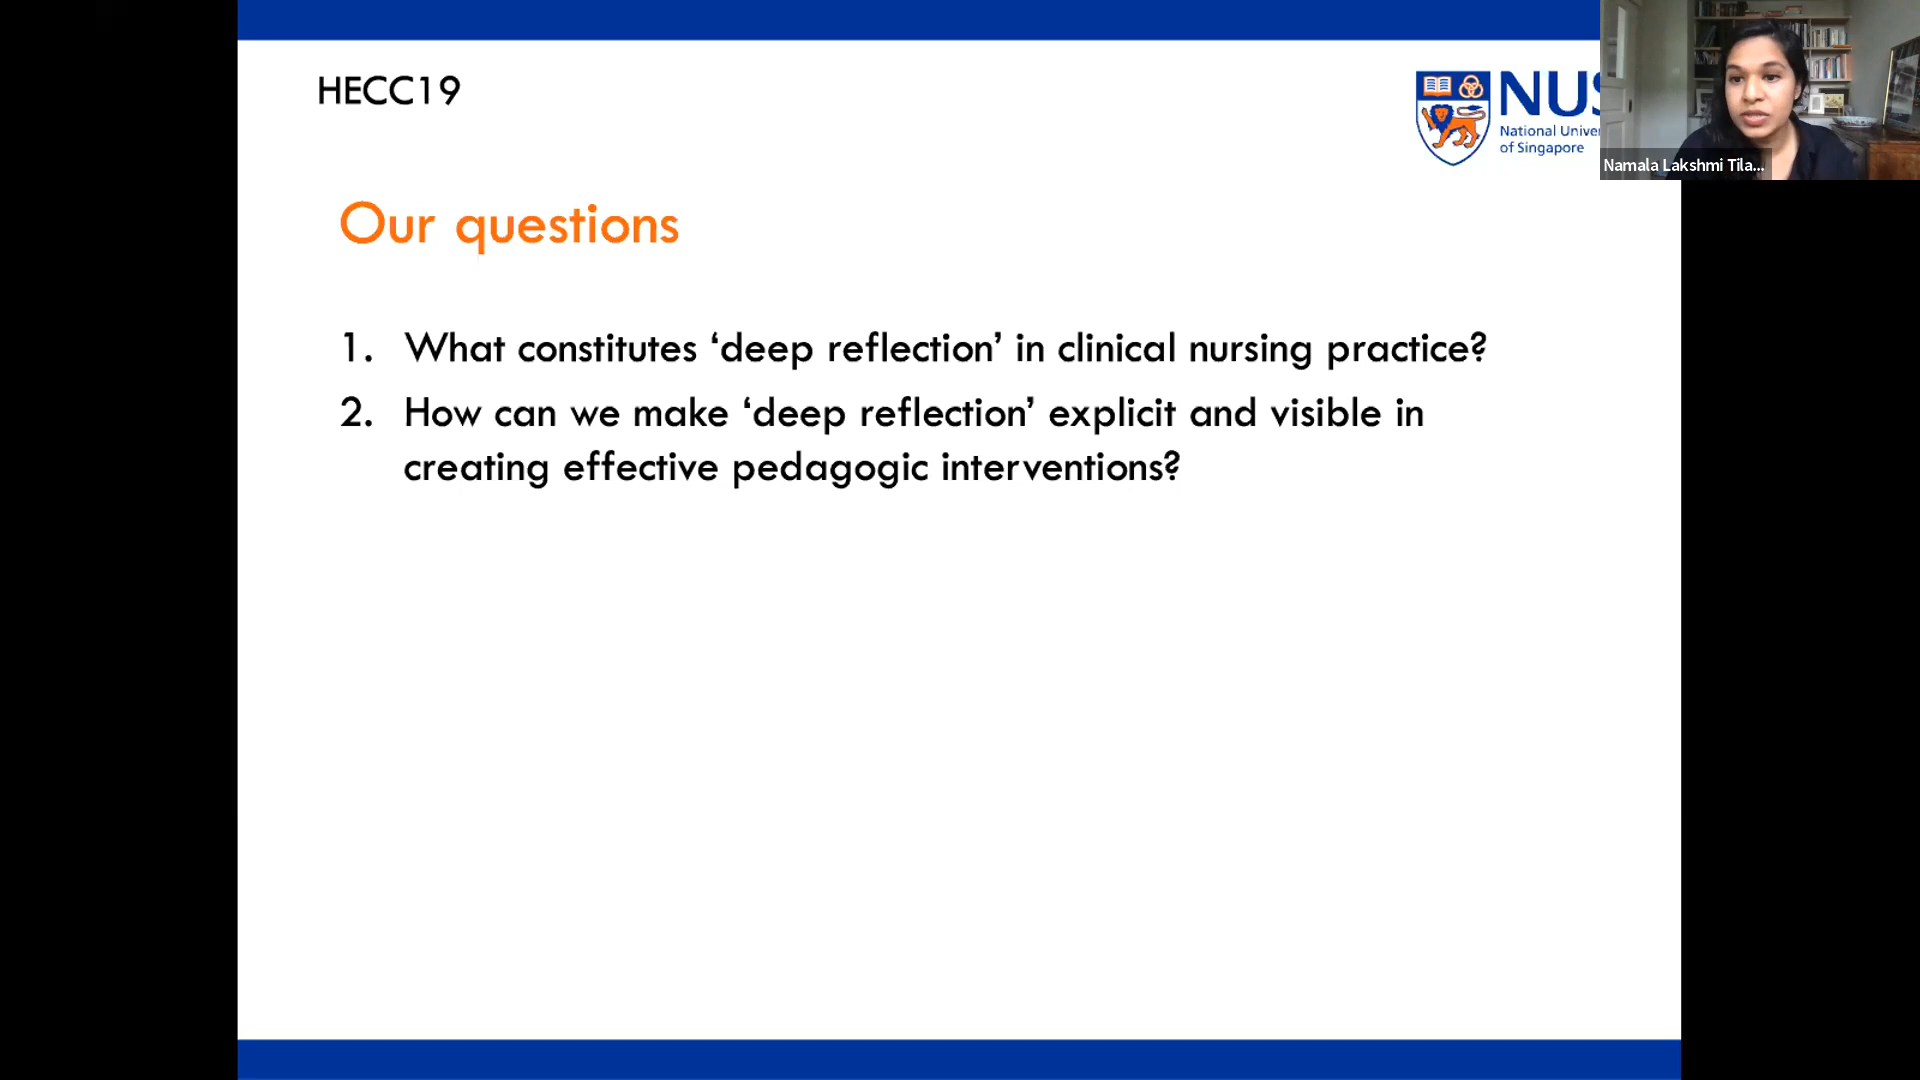 HECC19
NUS
National Univer
of Singapore
Namala Lakshmi Tila...
Our questions
1. What constitutes ‘deep reflection’ in clinical nursing practice?
2. How can we make ‘deep reflection’ explicit and visible in
creating effective pedagogic interventions?